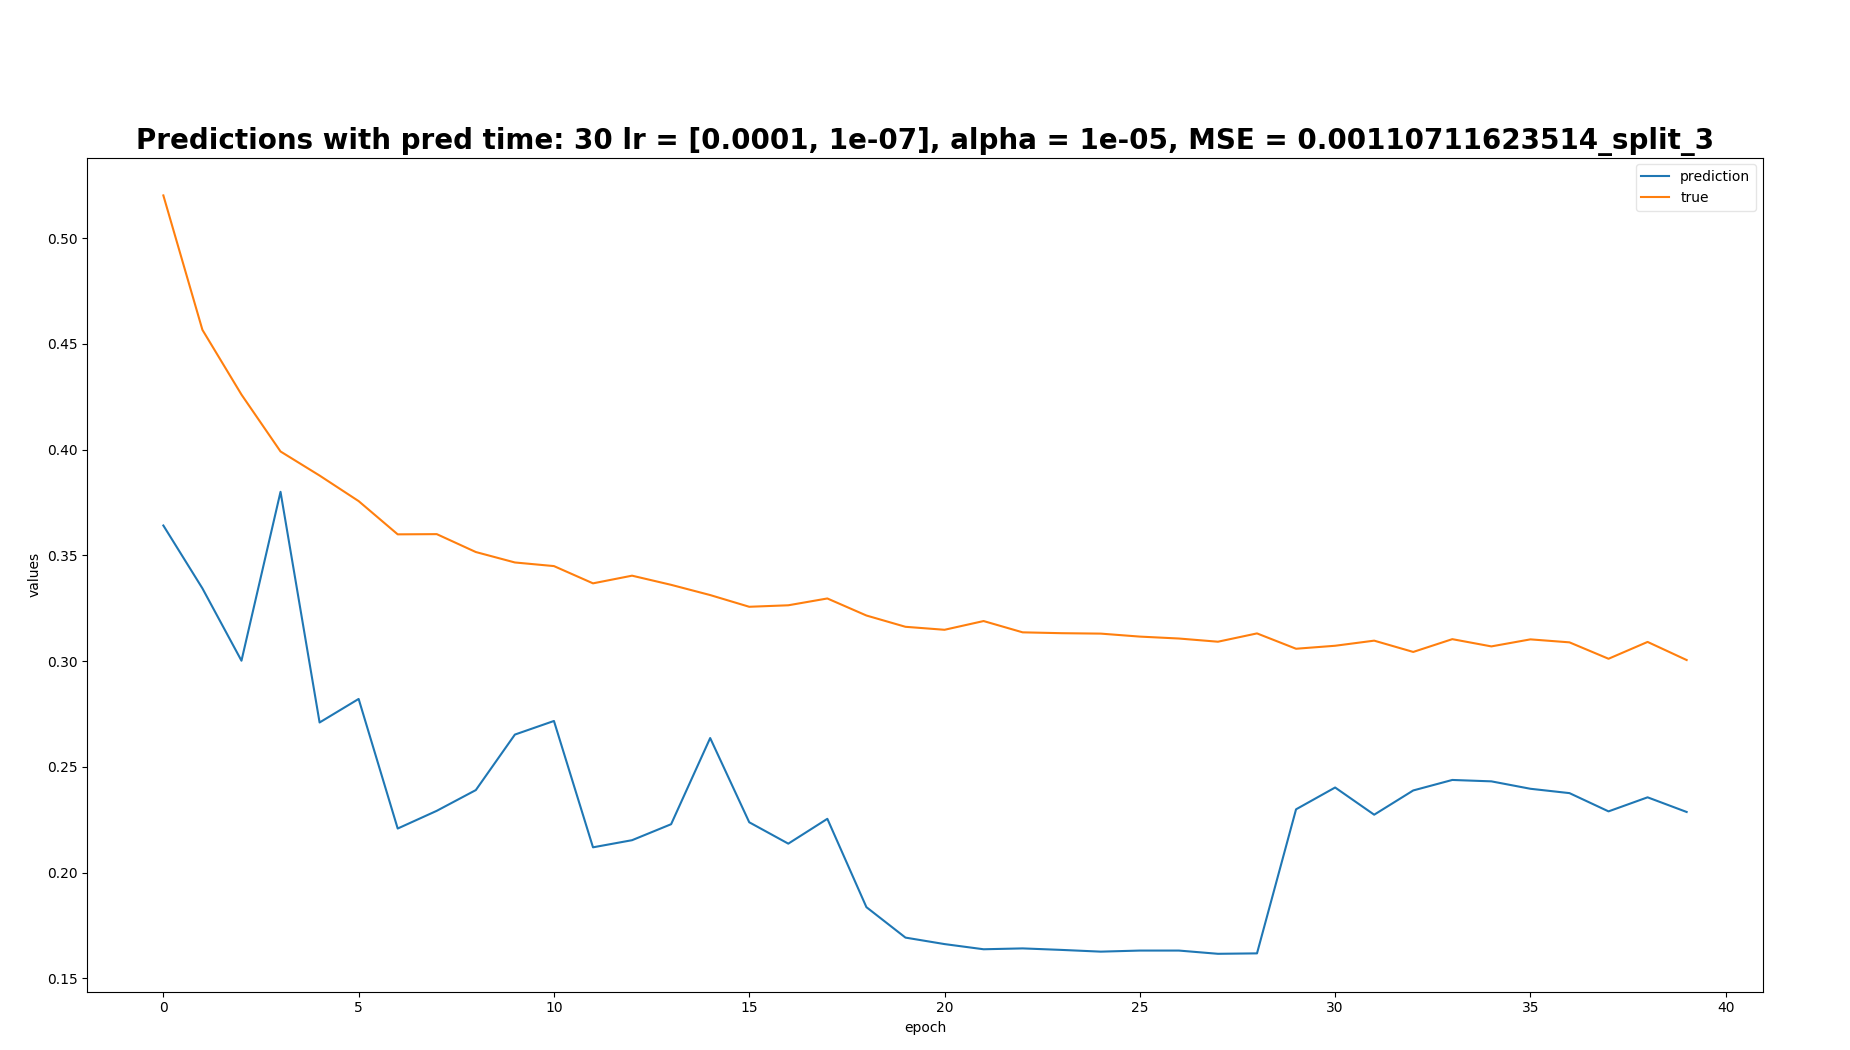 Predictions with pred time: 30 lr = [0.0001, 1e-07], alpha = 1e-05, MSE = 0.00110711623514_split_3
prediction
true
values
0.50
0.45
0.40
0.35
0.30
0.25
0.20
0.15
0 5 10 15 20 25 30 35 40
epoch